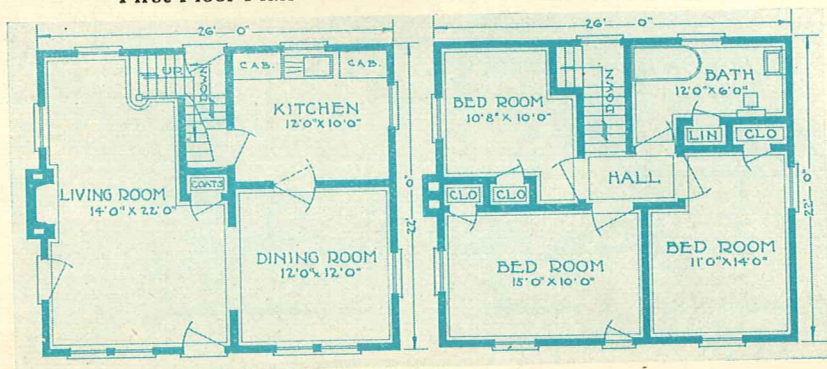 26'-0"
UP
DOWN
CAB.
CAB.
KITCHEN
12'0" X 10'0"
COATS
LIVING ROOM
14'0" X 22'0"
DINING ROOM
12'0" X 12'0"
22'-0"
26'-0"
BED ROOM
10'8" X 10'0"
DOWN
BATH
12'0" X 6'0"
LIN
CLO
HALL
CLO
CLO
BED ROOM
15'0" X 10'0"
BED ROOM
11'0" X 14'0"
22'-0"